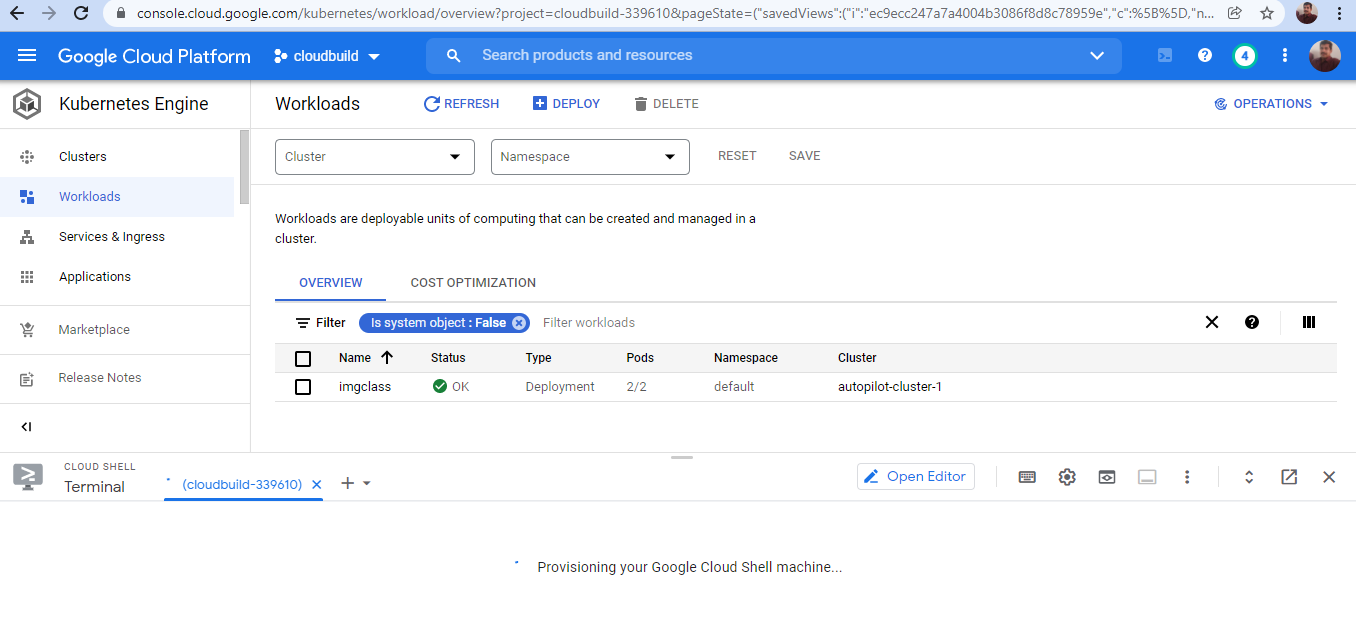 console.cloud.google.com/kubernetes/workload/overview?project=cloudbuild-339610&pageState=("savedViews":("i":"ec9ecc247a7a4004b3086f8d8c78959e","c":%5B%5D,"n...
Google Cloud Platform cloudbuild Search products and resources 4
Kubernetes Engine
Workloads REFRESH DEPLOY DELETE OPERATIONS
Clusters
Workloads
Services & Ingress
Applications
Marketplace
Release Notes
Cluster Namespace RESET SAVE
Workloads are deployable units of computing that can be created and managed in a
cluster.
OVERVIEW COST OPTIMIZATION
Filter Is system object : False Filter workloads
Name Status Type Pods Namespace Cluster
imgclass OK Deployment 2/2 default autopilot-cluster-1
CLOUD SHELL
Terminal (cloudbuild-339610) Open Editor
Provisioning your Google Cloud Shell machine...